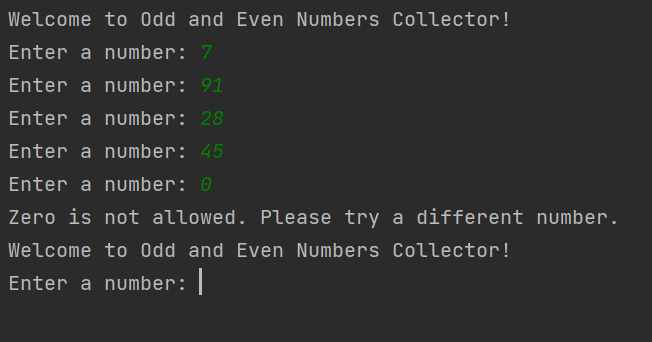 Welcome to Odd and Even Numbers Collector!
Enter a number: 7
Enter a number: 91
Enter a number: 28
Enter a number: 45
Enter a number: 0
Zero is not allowed. Please try a different number.
Welcome to Odd and Even Numbers Collector!
Enter a number: